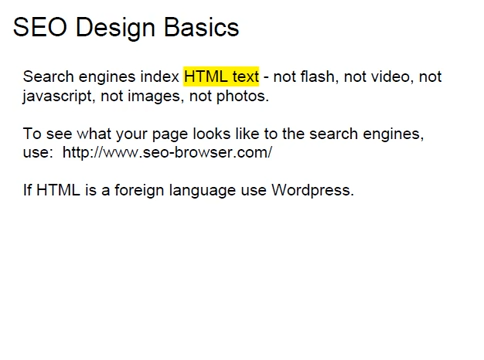 SEO Design Basics
Search engines index HTML text - not flash, not video, not
javascript, not images, not photos.
To see what your page looks like to the search engines,
use:  http://www.seo-browser.com/
If HTML is a foreign language use Wordpress.